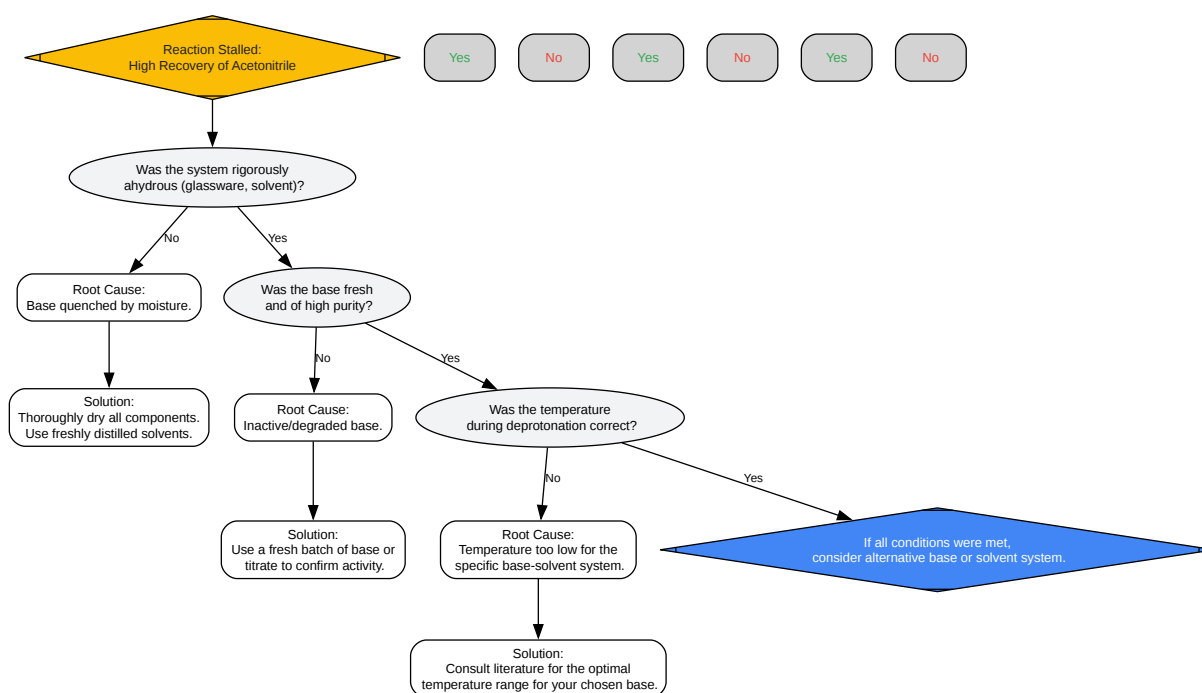 Reaction Stalled:
High Recovery of Acetonitrile
Yes
No
Yes
No
Yes
No
Was the system rigorously
ahydrous (glassware, solvent)?
No
Yes
Root Cause:
Base quenched by moisture.
Was the base fresh
and of high purity?
No
Yes
Solution:
Thoroughly dry all components.
Use freshly distilled solvents.
Root Cause:
Inactive/degraded base.
Was the temperature
during deprotonation correct?
No
Yes
Solution:
Use a fresh batch of base or
titrate to confirm activity.
Root Cause:
Temperature too low for the
specific base-solvent system.
If all conditions were met,
consider alternative base or solvent system.
Solution:
Consult literature for the optimal
temperature range for your chosen base.